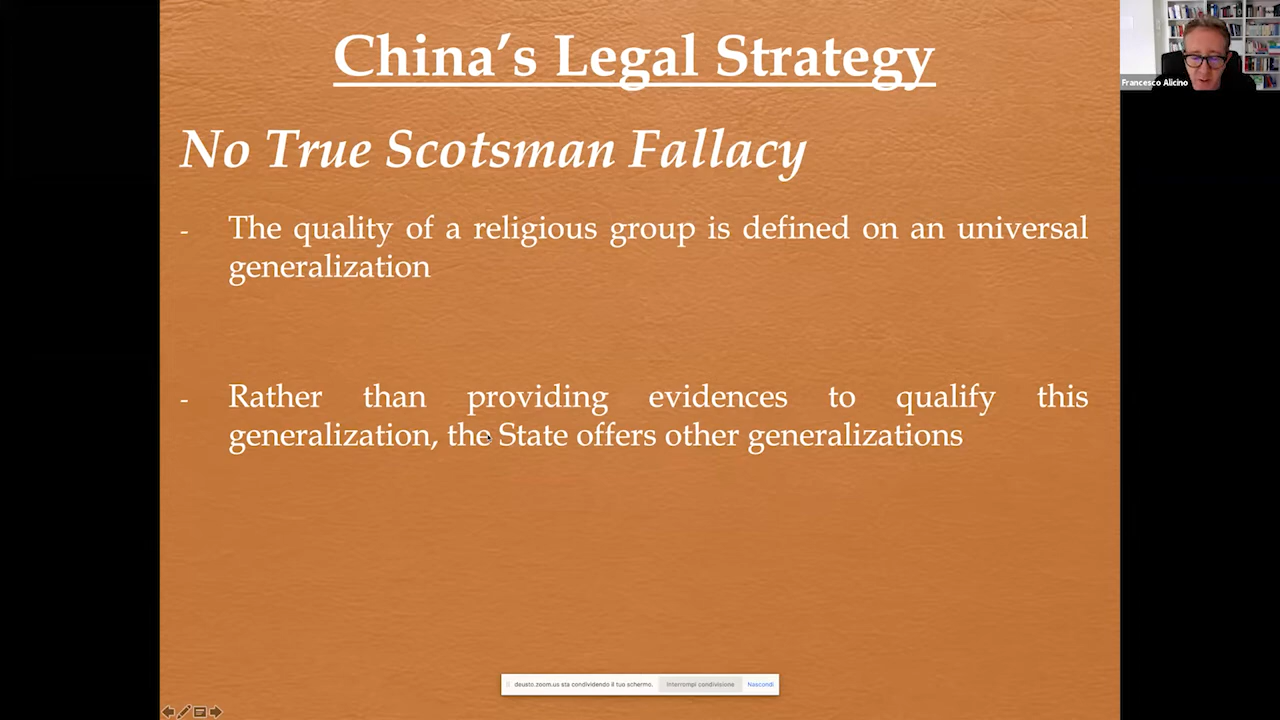 China’s Legal Strategy
Francesco Alicino
No True Scotsman Fallacy
- The quality of a religious group is defined on an universal
generalization
- Rather than providing evidences to qualify this
generalization, the State offers other generalizations
deusto.zoom.us sta condividendo il tuo schermo. Interrompi condivisione Nascondi